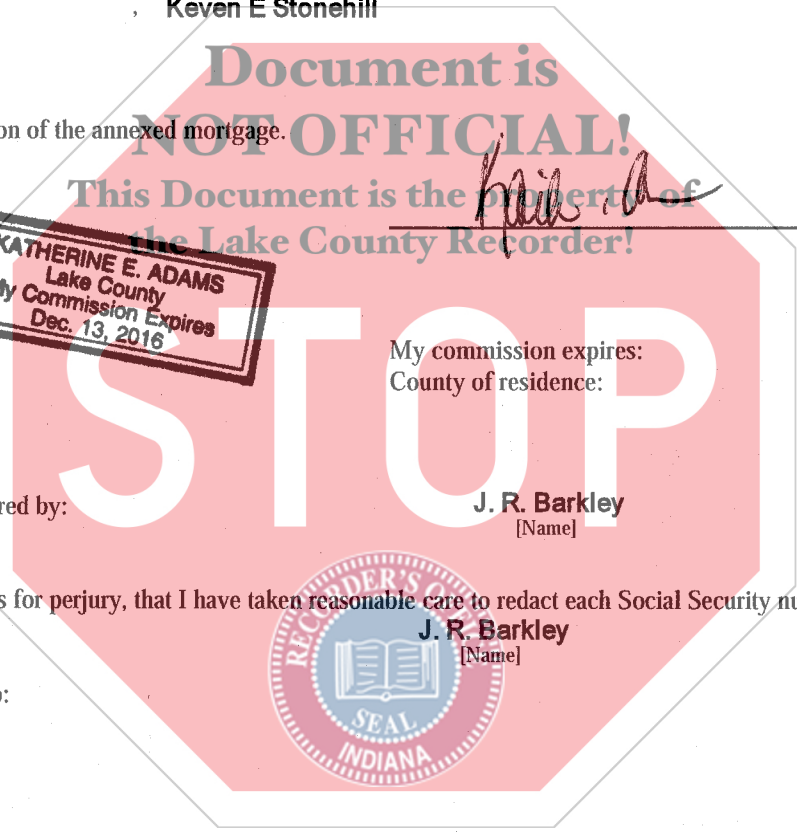 , Keven E Stonehill
Document is
NOT OFFICIAL!
on of the annexed mortgage.
This Document is the property of
the Lake County Recorder!
KATHERINE E. ADAMS
Lake County
My Commission Expires
Dec. 13, 2016
STOP
My commission expires:
County of residence:
red by:
J. R. Barkley
[Name]
s for perjury, that I have taken reasonable care to redact each Social Security nu
J. R. Barkley
[Name]
RECORDER'S OFFICE
SEAL
INDIANA
: